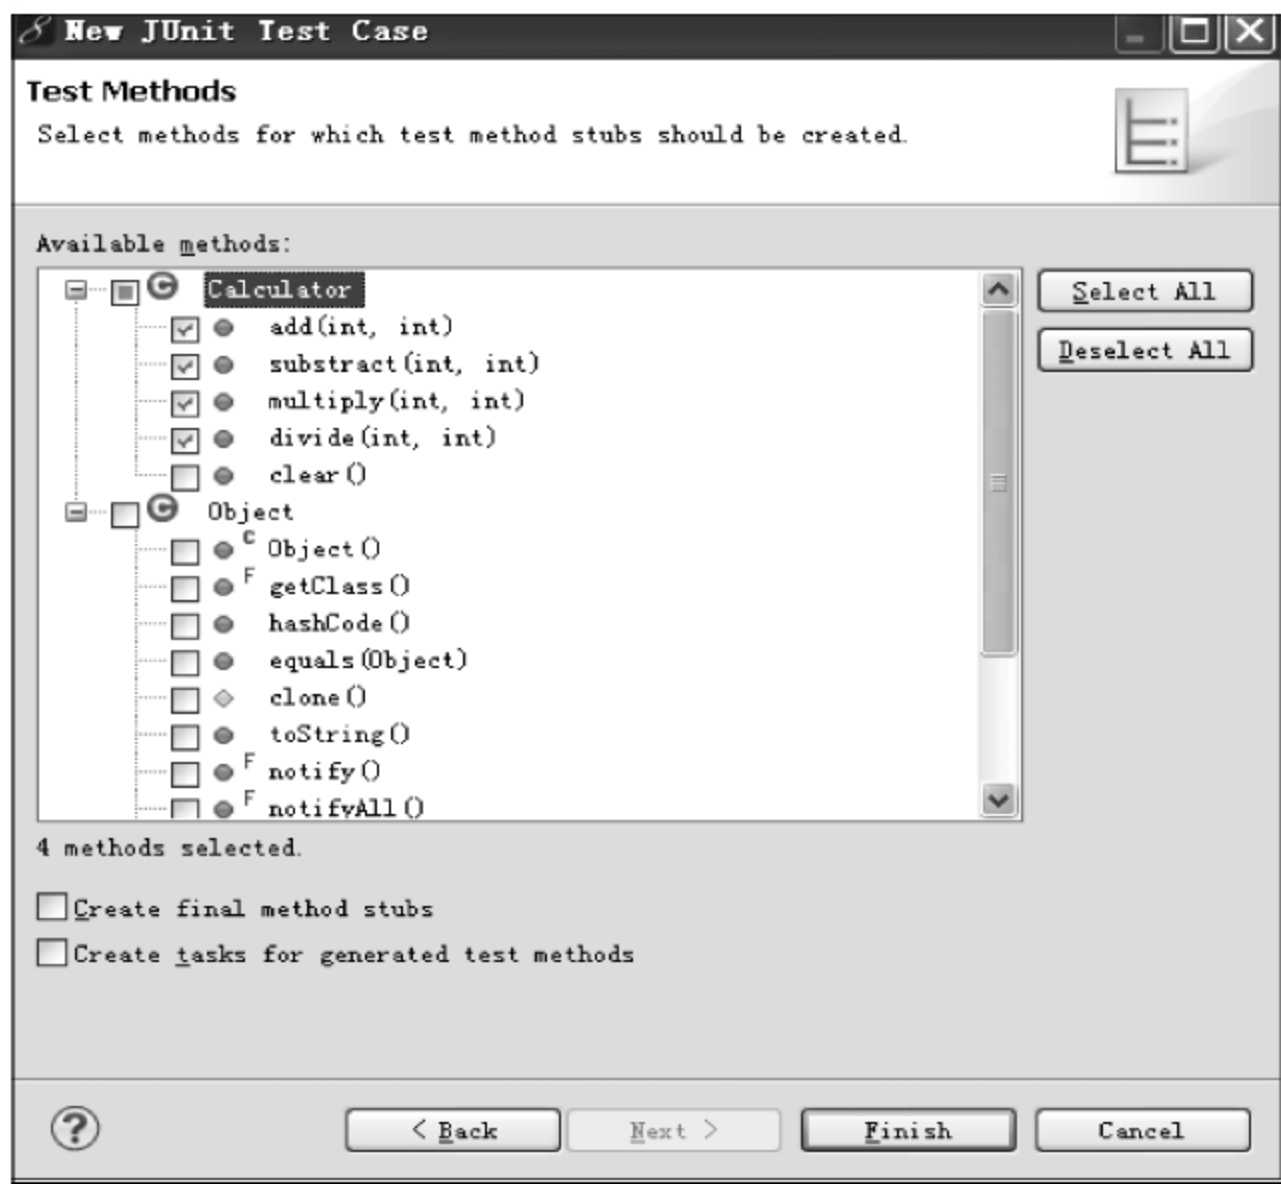 New JUnit Test Case
Test Methods
Select methods for which test method stubs should be created.
Available methods:
Calculator
add(int, int)
substract(int, int)
multiply(int, int)
divide(int, int)
clear()
Object
C Object()
F getClass()
hashCode()
equals(Object)
clone()
toString()
F notify()
F notifyAll()
Select All
Deselect All
4 methods selected.
Create final method stubs
Create tasks for generated test methods
? < Back Next > Finish Cancel